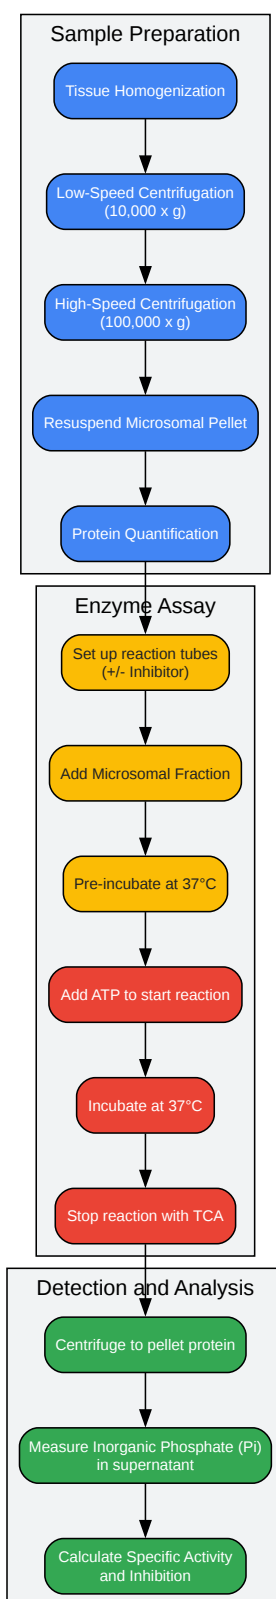 Sample Preparation
Tissue Homogenization
Low-Speed Centrifugation
(10,000 x g)
High-Speed Centrifugation
(100,000 x g)
Resuspend Microsomal Pellet
Protein Quantification
Enzyme Assay
Set up reaction tubes
(+/- Inhibitor)
Add Microsomal Fraction
Pre-incubate at 37°C
Add ATP to start reaction
Incubate at 37°C
Stop reaction with TCA
Detection and Analysis
Centrifuge to pellet protein
Measure Inorganic Phosphate (Pi)
in supernatant
Calculate Specific Activity
and Inhibition